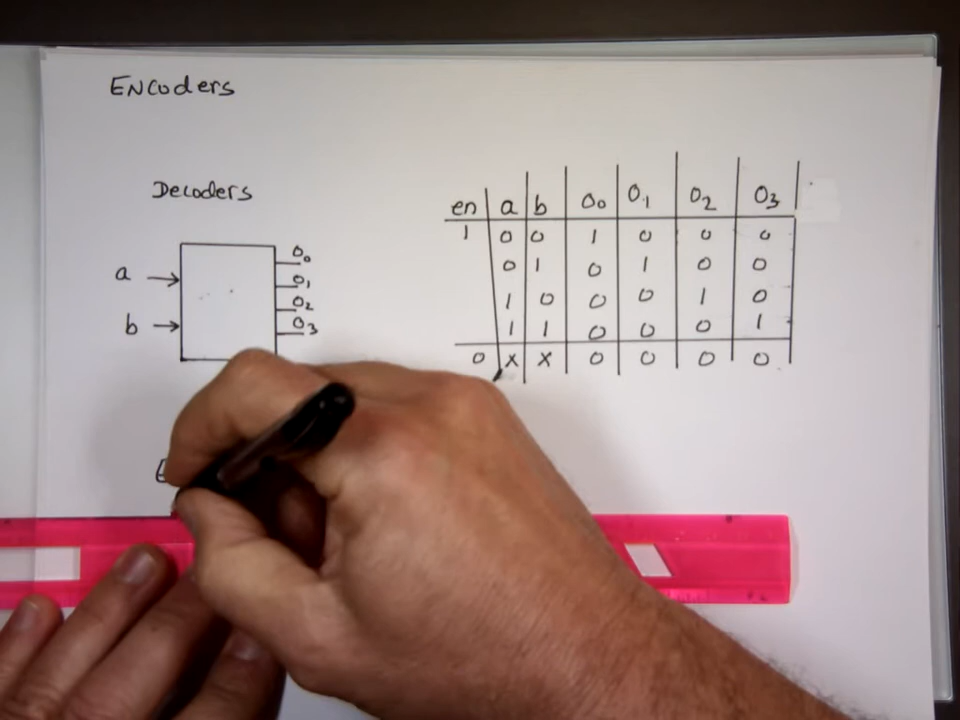 ENcoders
Decoders
en a b O0 O1 O2 O3
1 0 0 1 0 0 0
0 1 0 1 0 0
1 0 0 0 1 0
1 1 0 0 0 1
0 x x 0 0 0 0
a O0
O1
b O2
O3